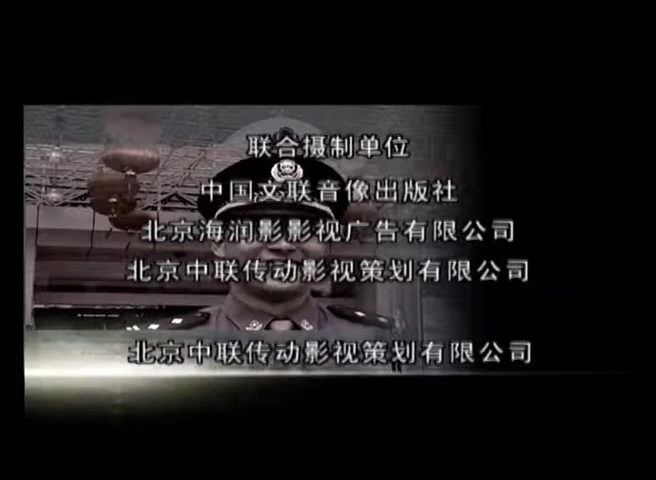 联合摄制单位
中国文联音像出版社
北京海润影影视广告有限公司
北京中联传动影视策划有限公司
北京中联传动影视策划有限公司